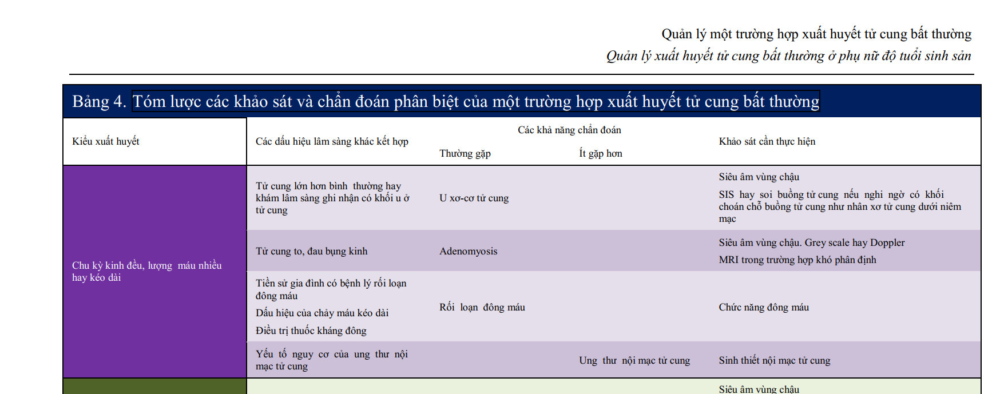 Quản lý một trường hợp xuất huyết tử cung bất thường
Quản lý xuất huyết tử cung bất thường ở phụ nữ độ tuổi sinh sản
Bảng 4. Tóm lược các khảo sát và chẩn đoán phân biệt của một trường hợp xuất huyết tử cung bất thường
Kiểu xuất huyết
Các dấu hiệu lâm sàng khác kết hợp
Các khả năng chẩn đoán
Thường gặp
Ít gặp hơn
Khảo sát cần thực hiện
Chu kỳ kinh đều, lượng máu nhiều
hay kéo dài
Tử cung lớn hơn bình thường hay
khám lâm sàng ghi nhận có khối u ở
tử cung
U xơ-cơ tử cung
Siêu âm vùng chậu
SIS hay soi buồng tử cung nếu nghi ngờ có khối
choán chỗ buồng tử cung như nhân xơ tử cung dưới niêm
mạc
Tử cung to, đau bụng kinh
Adenomyosis
Siêu âm vùng chậu. Grey scale hay Doppler
MRI trong trường hợp khó phân định
Tiền sử gia đình có bệnh lý rối loạn
đông máu
Dấu hiệu của chảy máu kéo dài
Điều trị thuốc kháng đông
Rối loạn đông máu
Chức năng đông máu
Yếu tố nguy cơ của ung thư nội
mạc tử cung
Ung thư nội mạc tử cung
Sinh thiết nội mạc tử cung
Siêu âm vùng chậu